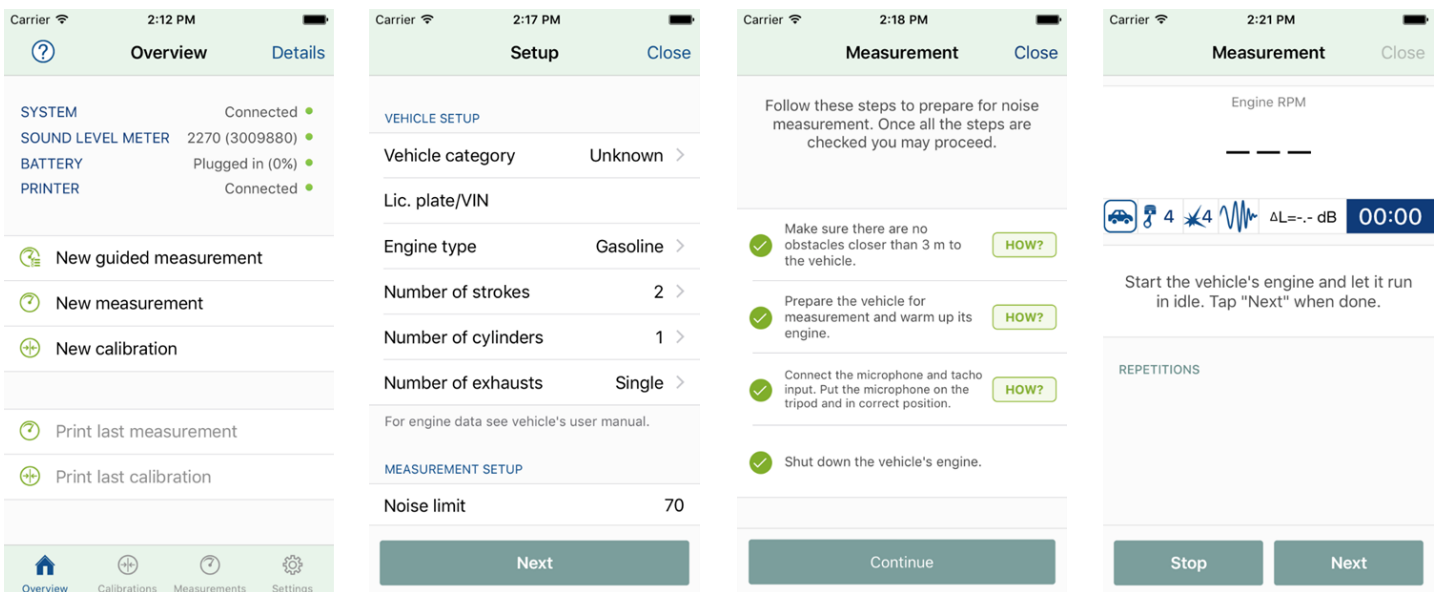 Carrier 2:12 PM
? Overview Details
SYSTEM Connected
SOUND LEVEL METER 2270 (3009880)
BATTERY Plugged in (0%)
PRINTER Connected
New guided measurement
New measurement
New calibration
Print last measurement
Print last calibration
Overview Calibrations Measurements Settings
Carrier 2:17 PM
Setup Close
VEHICLE SETUP
Vehicle category Unknown
Lic. plate/VIN
Engine type Gasoline
Number of strokes 2
Number of cylinders 1
Number of exhausts Single
For engine data see vehicle's user manual.
MEASUREMENT SETUP
Noise limit 70
Next
Carrier 2:18 PM
Measurement Close
Follow these steps to prepare for noise
measurement. Once all the steps are
checked you may proceed.
Make sure there are no
obstacles closer than 3 m to
the vehicle.
HOW?
Prepare the vehicle for
measurement and warm up its
engine.
HOW?
Connect the microphone and tacho
input. Put the microphone on the
tripod and in correct position.
HOW?
Shut down the vehicle's engine.
Continue
Carrier 2:21 PM
Measurement Close
Engine RPM
– – –
4 4 ΔL=-.- dB 00:00
Start the vehicle's engine and let it run
in idle. Tap "Next" when done.
REPETITIONS
Stop Next